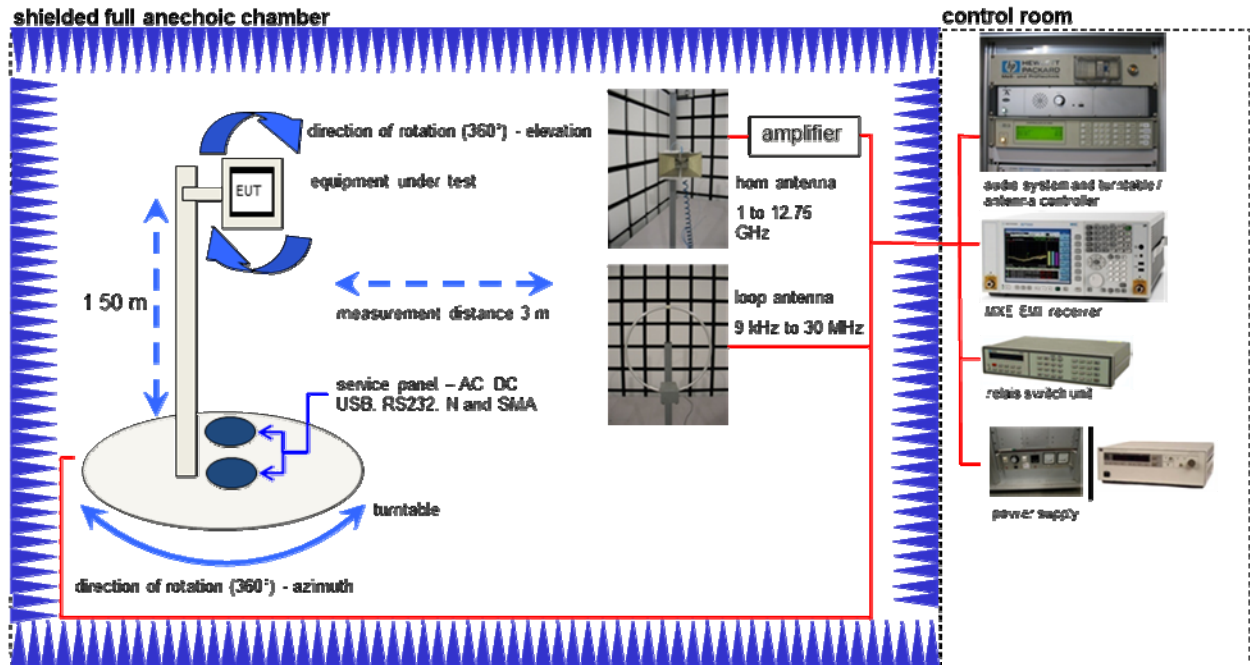 shielded full anechoic chamber
control room
direction of rotation (360°) - elevation
EUT
equipment under test
1 50 m
measurement distance 3 m
service panel – AC DC
USB. RS232. N and SMA
turntable
direction of rotation (360°) - azimuth
amplifier
horn antenna
1 to 12.75
GHz
loop antenna
9 kHz to 30 MHz
hp HEWLETT
PACKARD
audio system and turntable /
antenna controller
MXE EMI receiver
relais switch unit
power supply